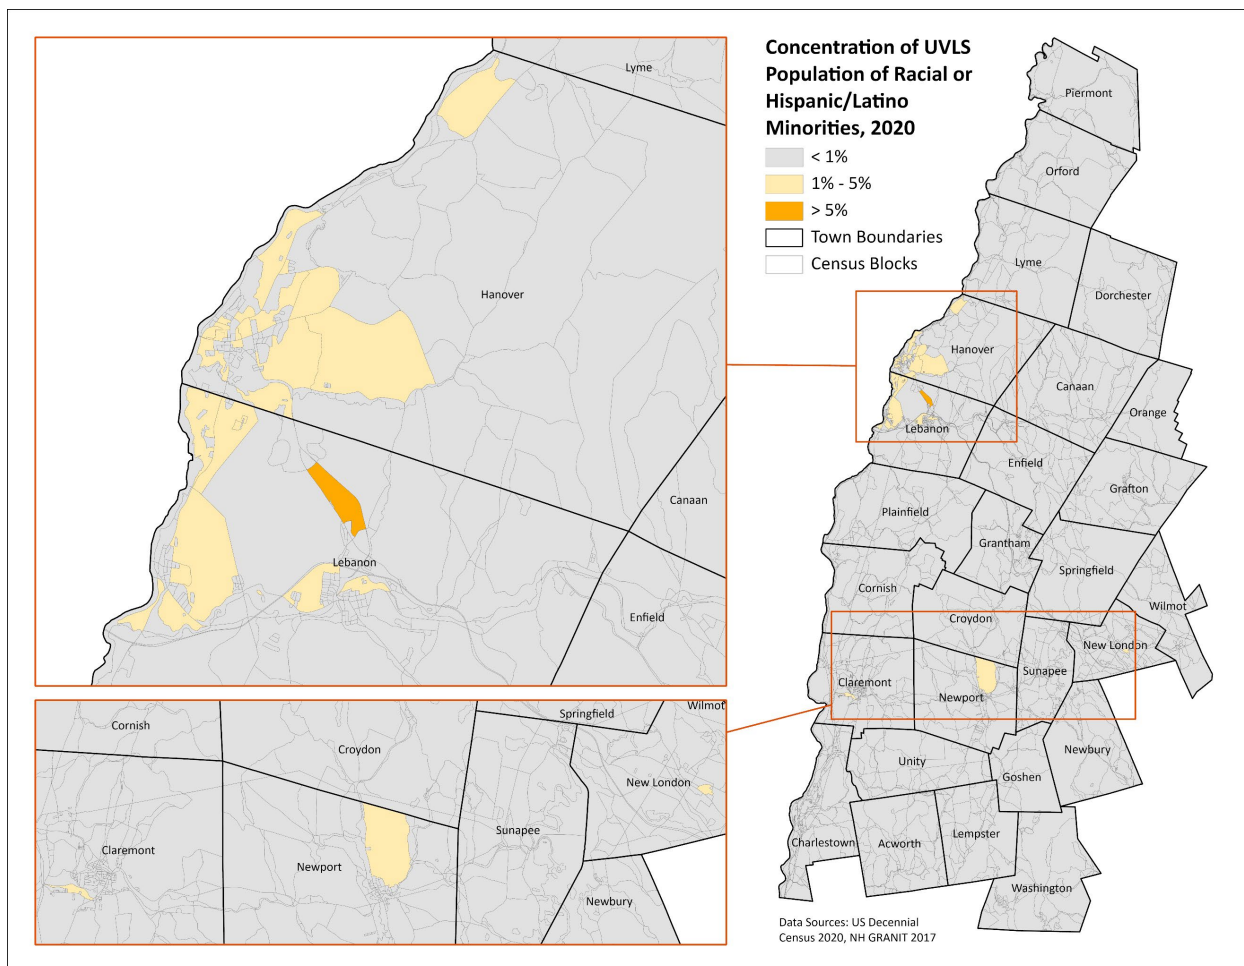 Concentration of UVLS
Population of Racial or
Hispanic/Latino
Minorities, 2020
< 1%
1% - 5%
> 5%
Town Boundaries
Census Blocks
Lyme
Hanover
Canaan
Lebanon
Enfield
Cornish
Croydon
Springfield
Wilmot
New London
Claremont
Newport
Sunapee
Newbury
Piermont
Orford
Lyme
Dorchester
Hanover
Canaan
Orange
Lebanon
Enfield
Grafton
Plainfield
Grantham
Springfield
Cornish
Wilmot
Croydon
New London
Sunapee
Claremont
Newport
Newbury
Unity
Goshen
Charlestown
Acworth
Lempster
Washington
Data Sources: US Decennial
Census 2020, NH GRANIT 2017